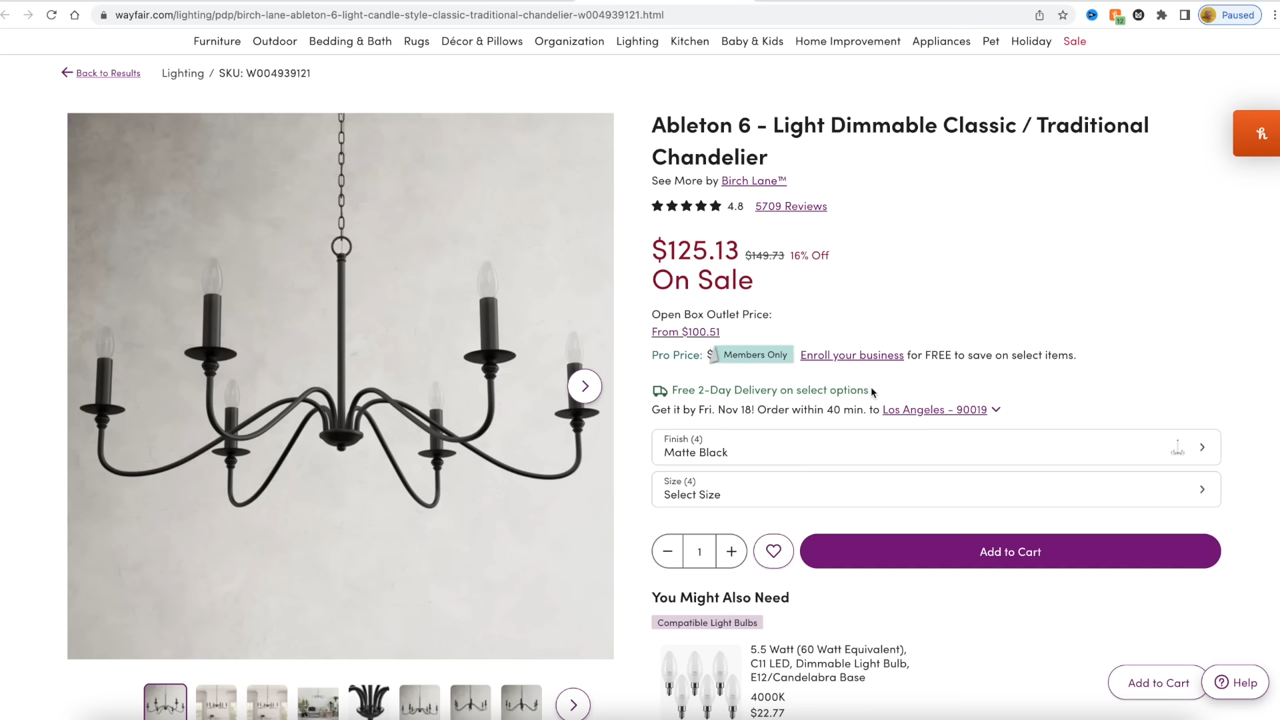 wayfair.com/lighting/pdp/birch-lane-ableton-6-light-candle-style-classic-traditional-chandelier-w004939121.html
12
Paused
Furniture Outdoor Bedding & Bath Rugs Décor & Pillows Organization Lighting Kitchen Baby & Kids Home Improvement Appliances Pet Holiday Sale
Back to Results Lighting / SKU: W004939121
Ableton 6 - Light Dimmable Classic / Traditional
Chandelier
See More by Birch Lane™
4.8 5709 Reviews
$125.13 $149.73 16% Off
On Sale
Open Box Outlet Price:
From $100.51
Pro Price: $ Members Only Enroll your business for FREE to save on select items.
Free 2-Day Delivery on select options
Get it by Fri. Nov 18! Order within 40 min. to Los Angeles - 90019
Finish (4)
Matte Black
Size (4)
Select Size
1
Add to Cart
You Might Also Need
Compatible Light Bulbs
5.5 Watt (60 Watt Equivalent),
C11 LED, Dimmable Light Bulb,
E12/Candelabra Base
4000K
$22.77
Add to Cart
Help